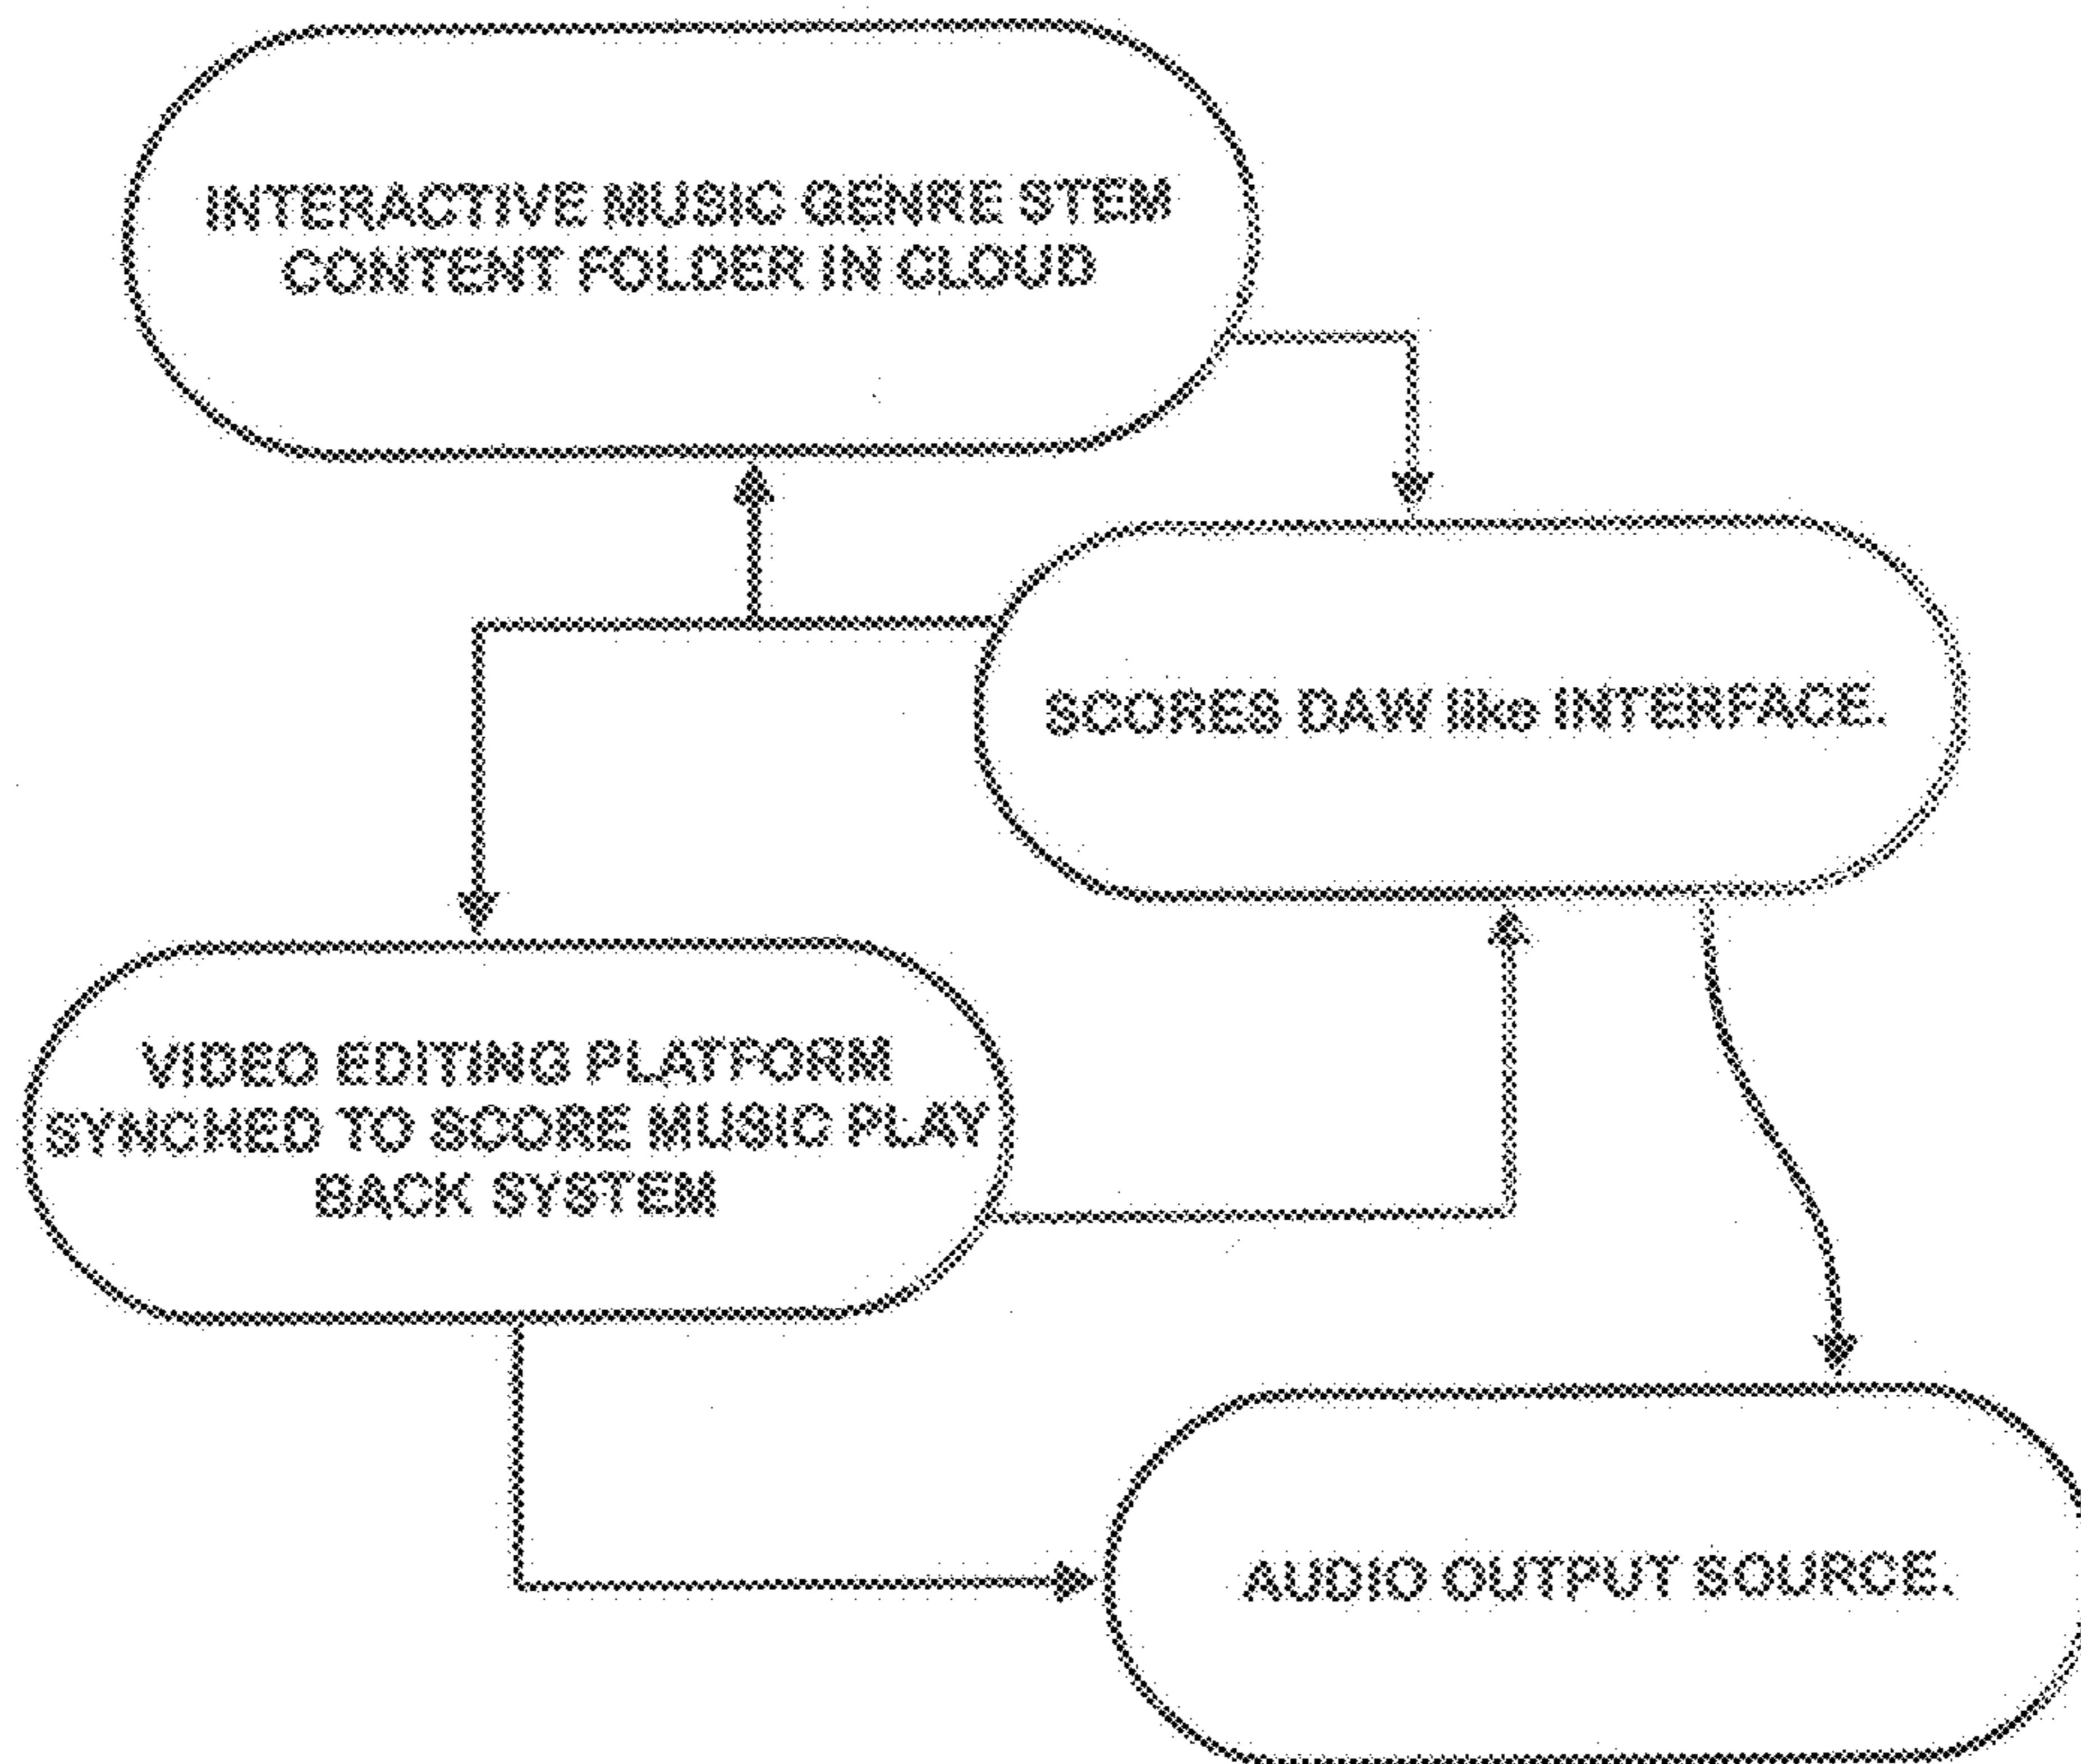 INTERACTIVE MUSIC GENRE STEM
CONTENT FOLDER IN CLOUD
SCORES DAW like INTERFACE.
VIDEO EDITING PLATFORM
SYNCHED TO SCORE MUSIC PLAY
BACK SYSTEM
AUDIO OUTPUT SOURCE.